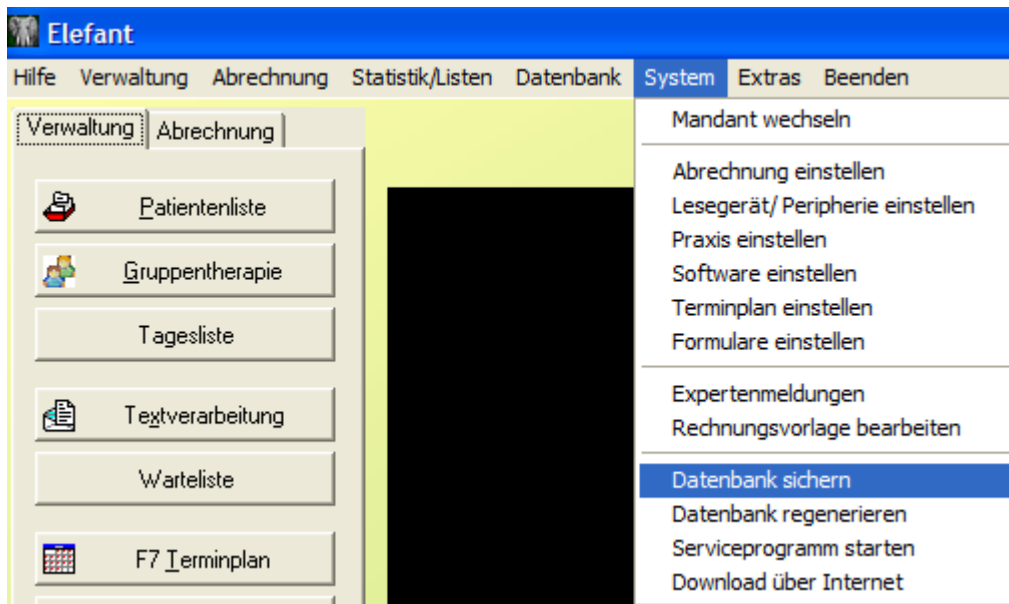 Elefant
Hilfe Verwaltung Abrechnung Statistik/Listen Datenbank System Extras Beenden
Verwaltung Abrechnung
Patientenliste
Gruppentherapie
Tagesliste
Textverarbeitung
Warteliste
F7 Terminplan
Mandant wechseln
Abrechnung einstellen
Lesegerät/ Peripherie einstellen
Praxis einstellen
Software einstellen
Terminplan einstellen
Formulare einstellen
Expertenmeldungen
Rechnungsvorlage bearbeiten
Datenbank sichern
Datenbank regenerieren
Serviceprogramm starten
Download über Internet